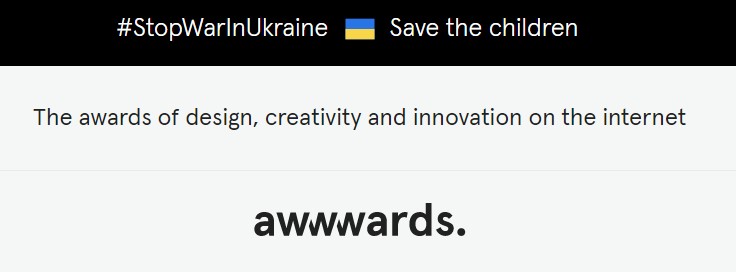 #StopWarInUkraine 🇺🇦 Save the children
The awards of design, creativity and innovation on the internet
awwwards.